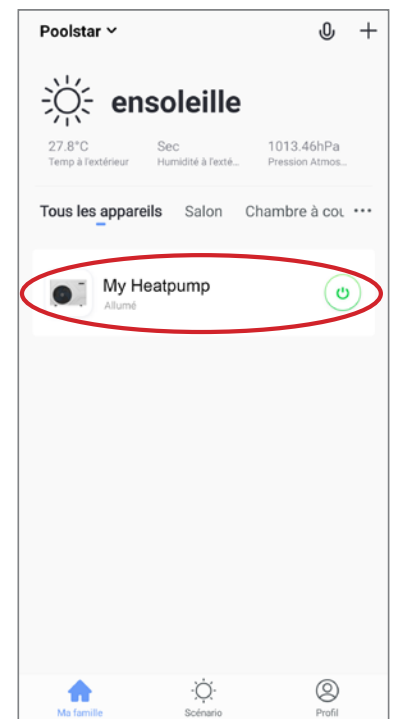 Poolstar
ensoleille
27.8°C Sec 1013.46hPa
Temp à l'extérieur Humidité à l'exté... Pression Atmos...
Tous les appareils Salon Chambre à cou
My Heatpump
Allumé
Ma famille Scénario Profil